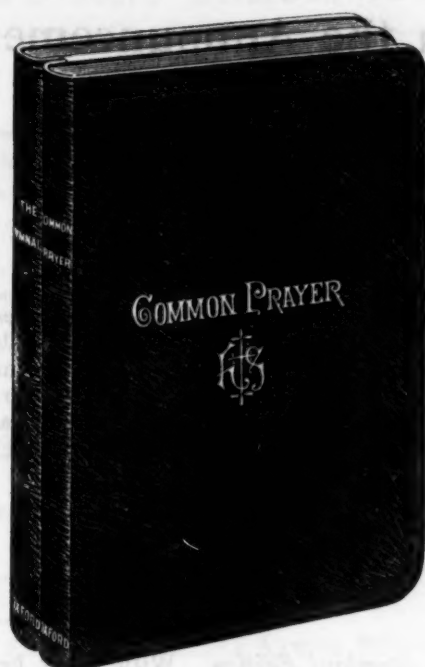 COMMON PRAYER
IHS
THE
HYMNAL
COMMON
PRAYER
OXFORD
OXFORD